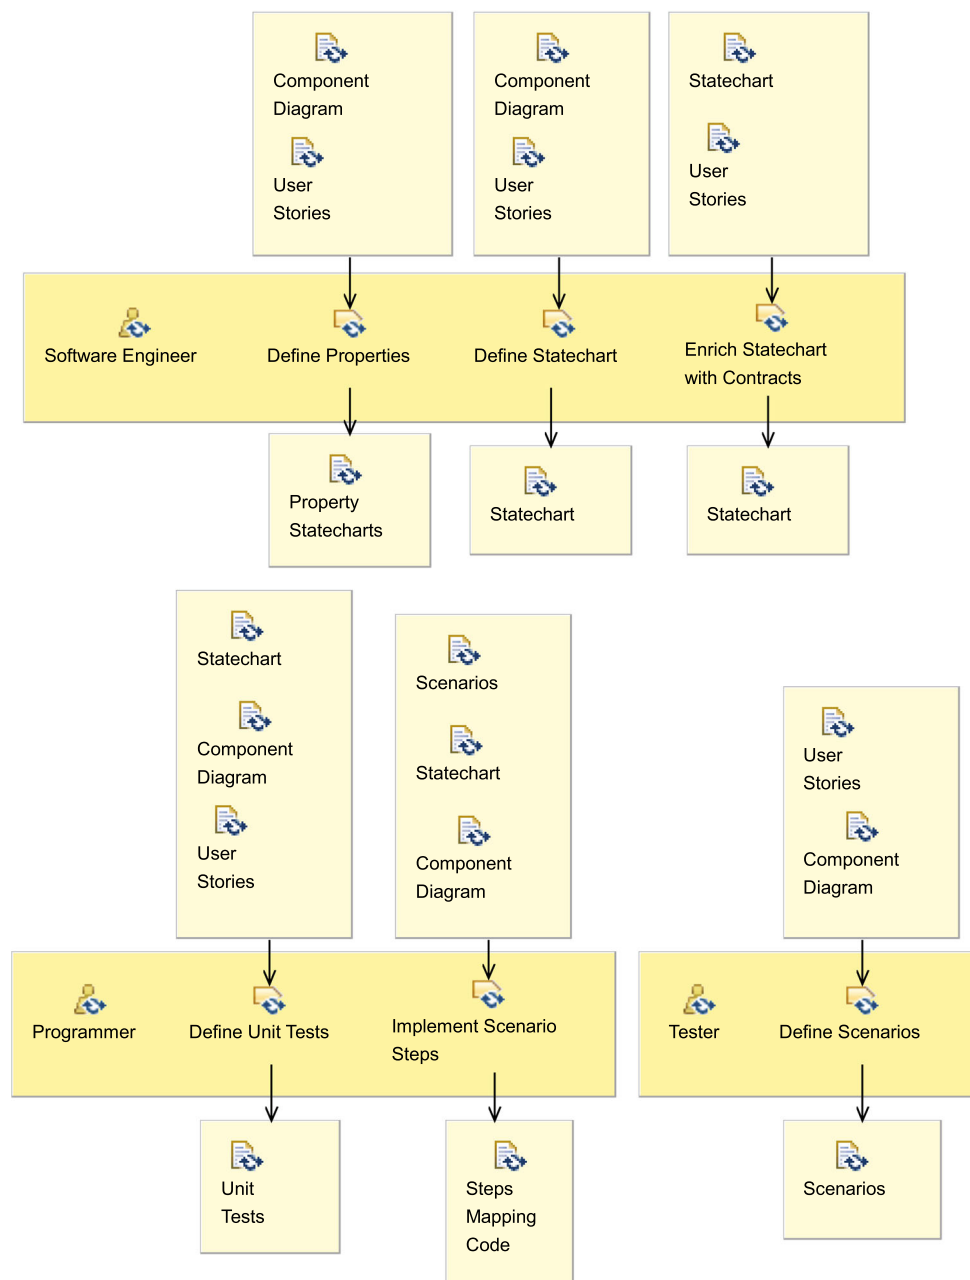 Component
Diagram
User
Stories
Component
Diagram
User
Stories
Statechart
User
Stories
Software Engineer
Define Properties
Define Statechart
Enrich Statechart
with Contracts
Property
Statecharts
Statechart
Statechart
Statechart
Component
Diagram
User
Stories
Scenarios
Statechart
Component
Diagram
User
Stories
Component
Diagram
Programmer
Define Unit Tests
Implement Scenario
Steps
Tester
Define Scenarios
Unit
Tests
Steps
Mapping
Code
Scenarios